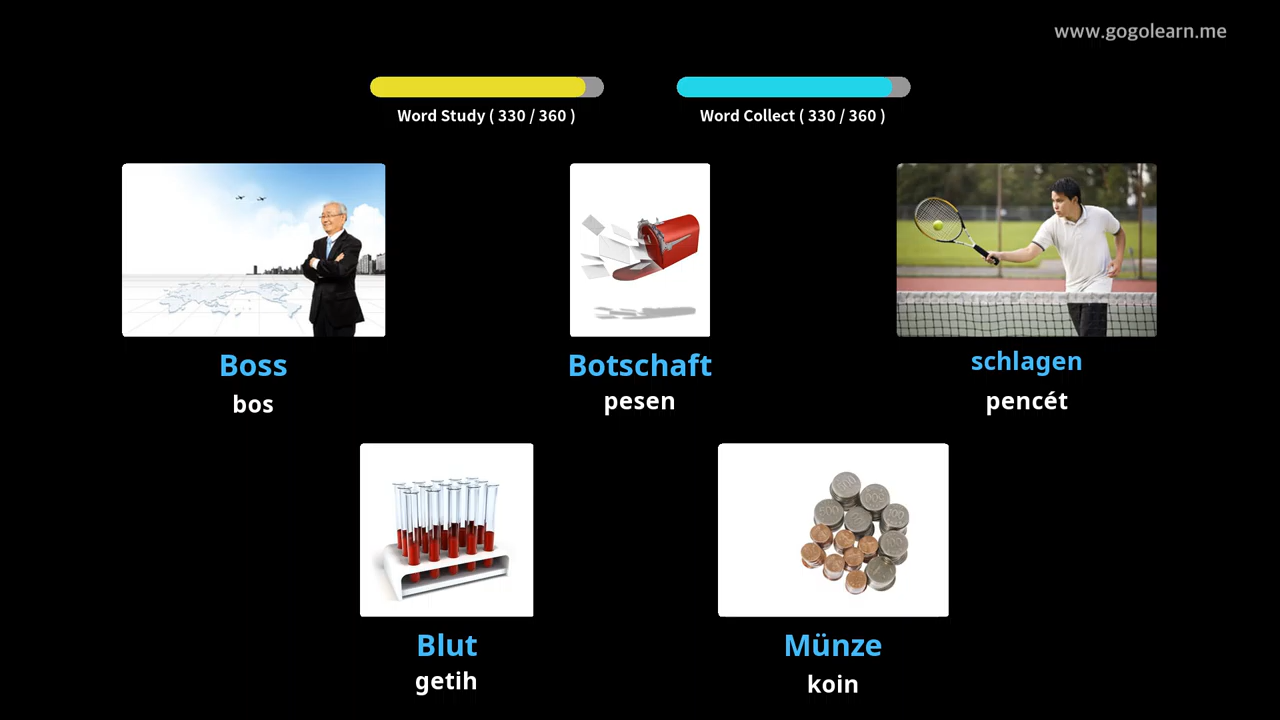 www.gogolearn.me
Word Study ( 330 / 360 )
Word Collect ( 330 / 360 )
Boss
bos
Botschaft
pesen
schlagen
pencét
Blut
getih
Münze
koin